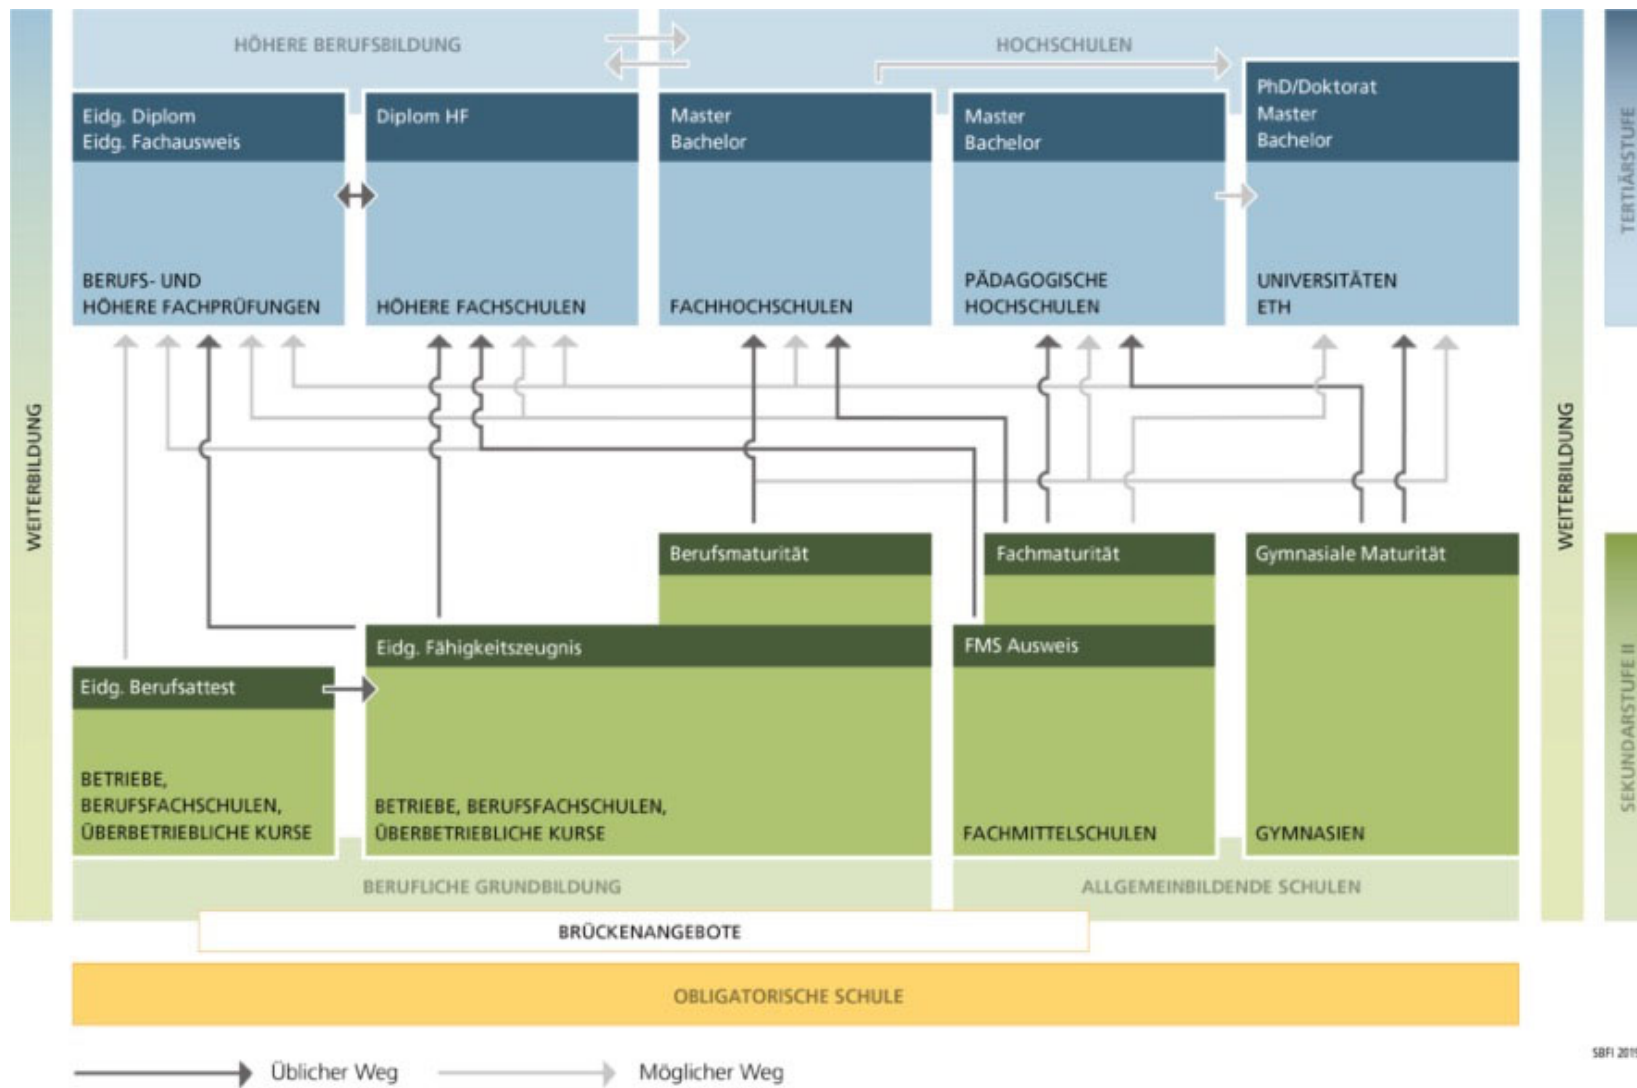 HÖHERE BERUFSBILDUNG
HOCHSCHULEN
Eidg. Diplom
Eidg. Fachausweis
BERUFS- UND
HÖHERE FACHPRÜFUNGEN
Diplom HF
HÖHERE FACHSCHULEN
Master
Bachelor
FACHHOCHSCHULEN
Master
Bachelor
PÄDAGOGISCHE
HOCHSCHULEN
PhD/Doktorat
Master
Bachelor
UNIVERSITÄTEN
ETH
TERTIÄRSTUFE
WEITERBILDUNG
WEITERBILDUNG
Berufsmaturität
Fachmaturität
Gymnasiale Maturität
Eidg. Fähigkeitszeugnis
FMS Ausweis
Eidg. Berufsattest
BETRIEBE,
BERUFSFACHSCHULEN,
ÜBERBETRIEBLICHE KURSE
BETRIEBE, BERUFSFACHSCHULEN,
ÜBERBETRIEBLICHE KURSE
FACHMITTELSCHULEN
GYMNASIEN
SEKUNDARSTUFE II
BERUFLICHE GRUNDBILDUNG
ALLGEMEINBILDENDE SCHULEN
BRÜCKENANGEBOTE
OBLIGATORISCHE SCHULE
Üblicher Weg
Möglicher Weg
SBFI 2019